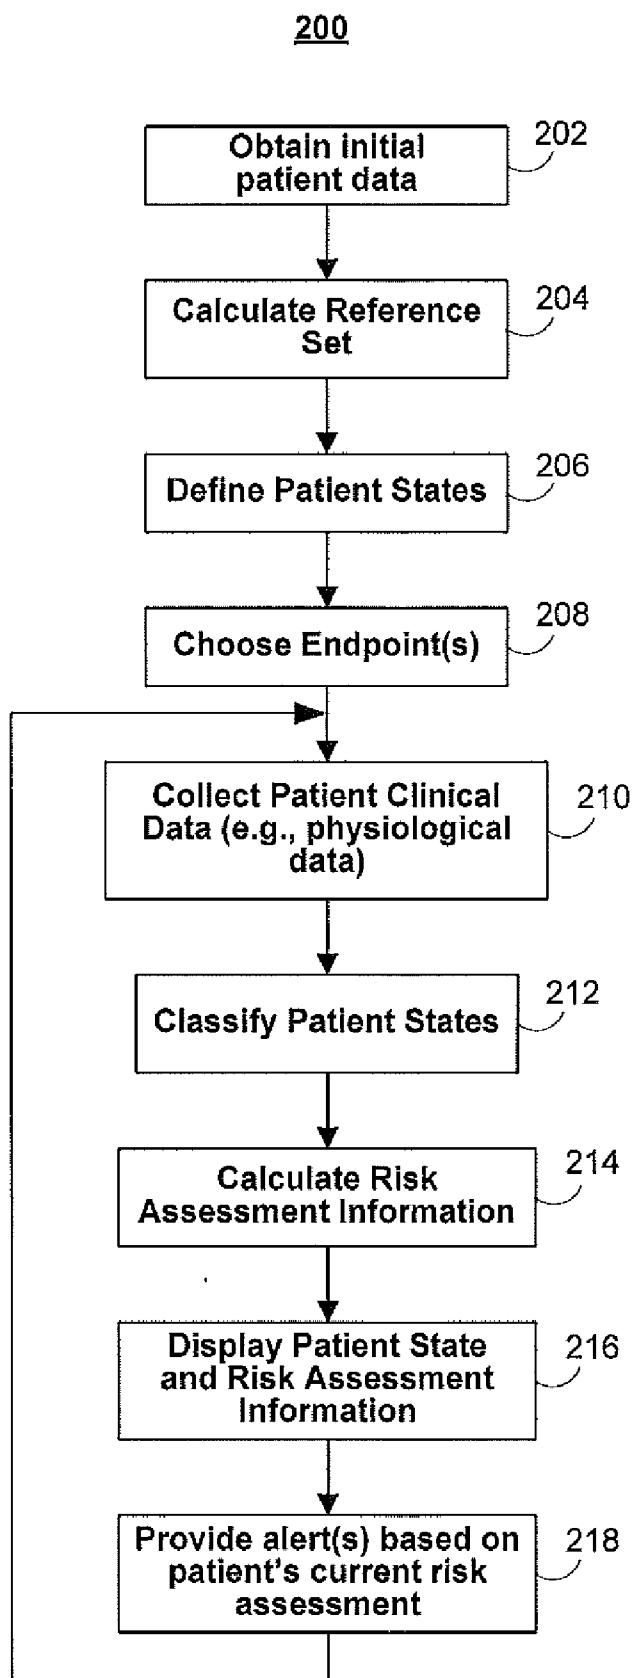 200
Obtain initial
patient data
202
Calculate Reference
Set
204
Define Patient States
206
Choose Endpoint(s)
208
Collect Patient Clinical
Data (e.g., physiological
data)
210
Classify Patient States
212
Calculate Risk
Assessment Information
214
Display Patient State
and Risk Assessment
Information
216
Provide alert(s) based on
patient's current risk
assessment
218